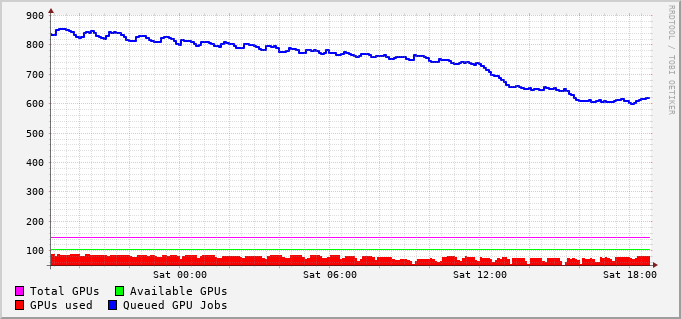 900
800
700
600
500
400
300
200
100
Sat 00:00 Sat 06:00 Sat 12:00 Sat 18:00
Total GPUs Available GPUs
GPUs used Queued GPU Jobs
RRDTOOL / TOBI OETIKER